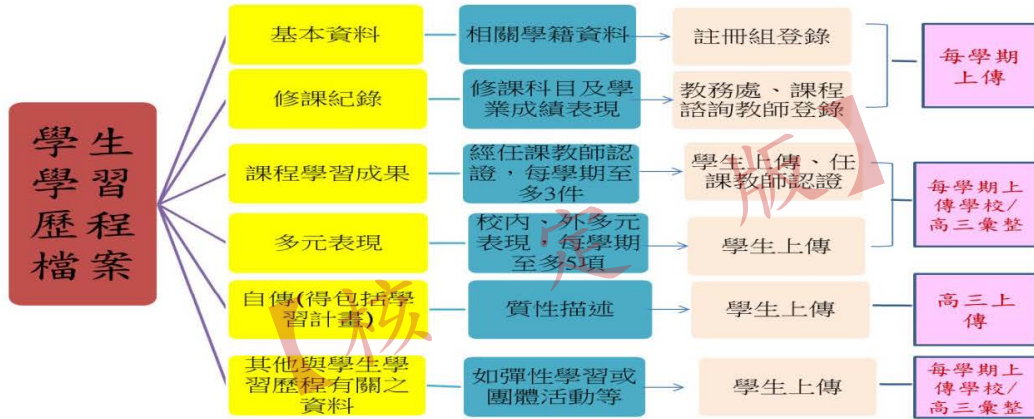 學 生
學 習
歷 程
檔 案
基本資料
相關學籍資料
註冊組登錄
每學期
上傳
修課紀錄
修課科目及學
業成績表現
教務處、課程
諮詢教師登錄
課程學習成果
經任課教師認
證，每學期至
多3件
學生上傳、任
課教師認證
每學期上
傳學校/
高三彙整
多元表現
校內、外多元
表現，每學期
至多5項
學生上傳
自傳(得包括學
習計畫)
質性描述
學生上傳
高三上
傳
其他與學生學
習歷程有關之
資料
如彈性學習或
團體活動等
學生上傳
每學期上
傳學校/
高三彙整
【核定版】